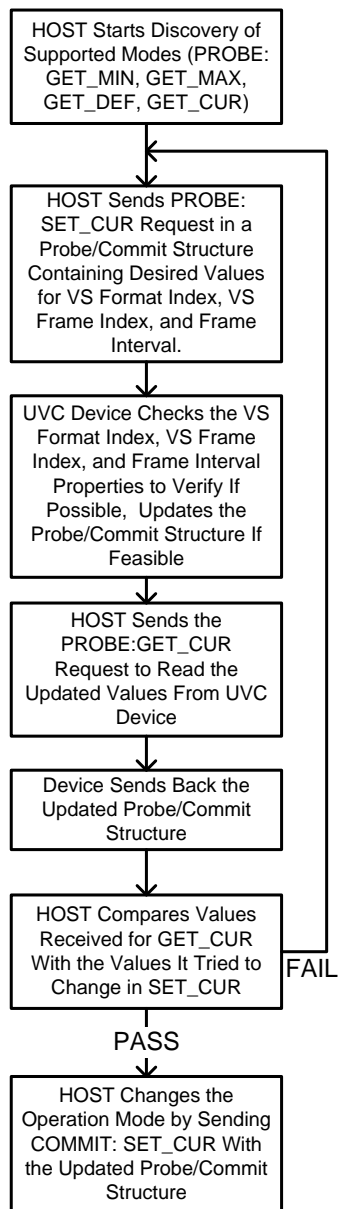 HOST Starts Discovery of
Supported Modes (PROBE:
GET_MIN, GET_MAX,
GET_DEF, GET_CUR)
HOST Sends PROBE:
SET_CUR Request in a
Probe/Commit Structure
Containing Desired Values
for VS Format Index, VS
Frame Index, and Frame
Interval.
UVC Device Checks the VS
Format Index, VS Frame
Index, and Frame Interval
Properties to Verify If
Possible, Updates the
Probe/Commit Structure If
Feasible
HOST Sends the
PROBE:GET_CUR
Request to Read the
Updated Values From UVC
Device
Device Sends Back the
Updated Probe/Commit
Structure
HOST Compares Values
Received for GET_CUR
With the Values It Tried to
Change in SET_CUR
FAIL
PASS
HOST Changes the
Operation Mode by Sending
COMMIT: SET_CUR With
the Updated Probe/Commit
Structure